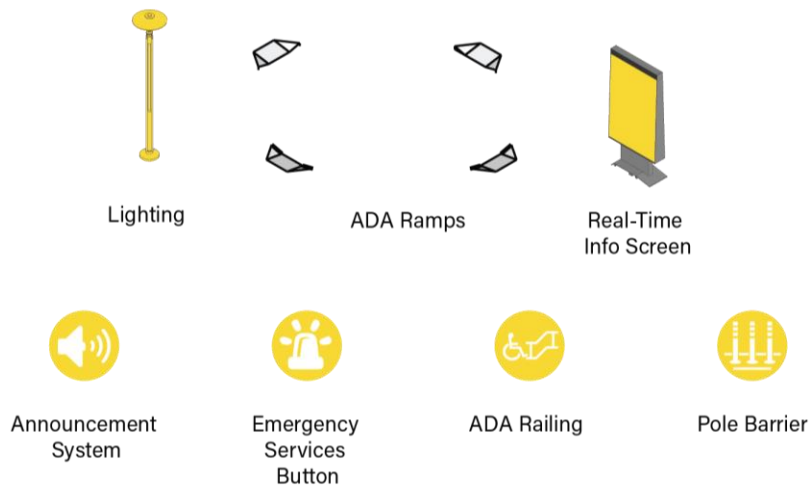 Lighting
ADA Ramps
Real-Time
Info Screen
Announcement
System
Emergency
Services
Button
ADA Railing
Pole Barrier